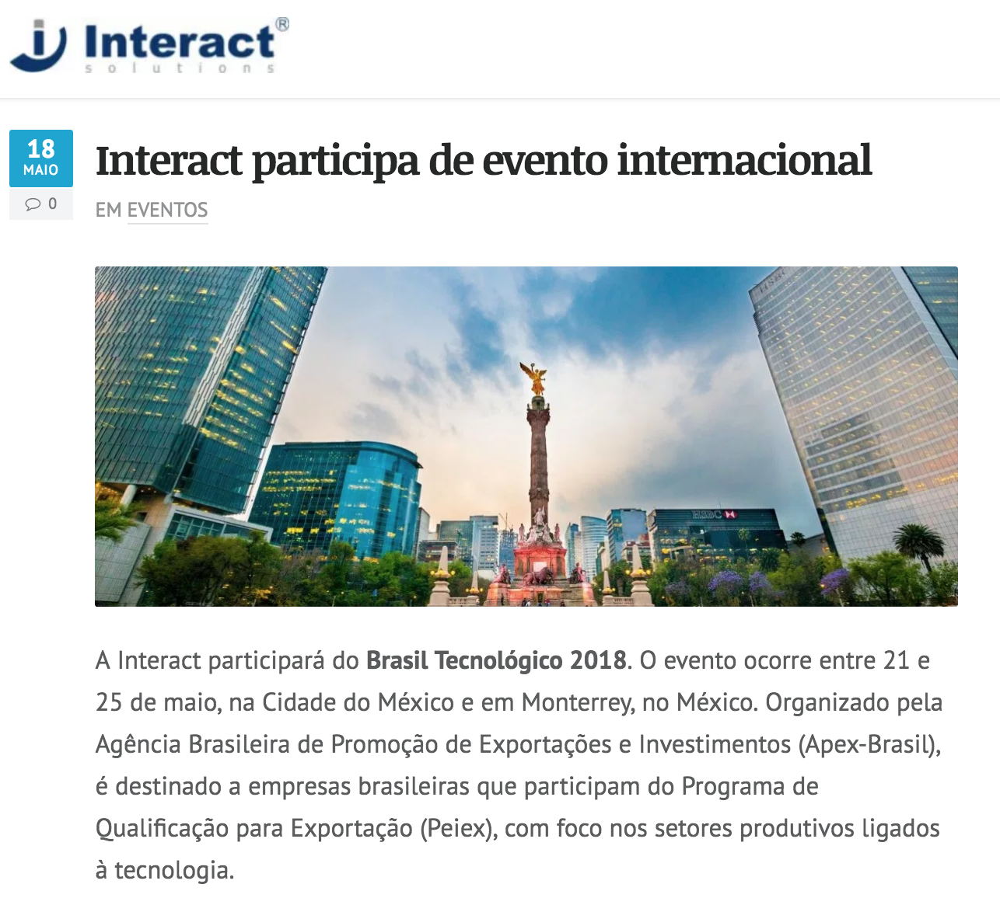 Interact®
solutions
18
MAIO
0
Interact participa de evento internacional
EM EVENTOS
HSBC
HSBC
A Interact participará do Brasil Tecnológico 2018. O evento ocorre entre 21 e
25 de maio, na Cidade do México e em Monterrey, no México. Organizado pela
Agência Brasileira de Promoção de Exportações e Investimentos (Apex-Brasil),
é destinado a empresas brasileiras que participam do Programa de
Qualificação para Exportação (Peiex), com foco nos setores produtivos ligados
à tecnologia.